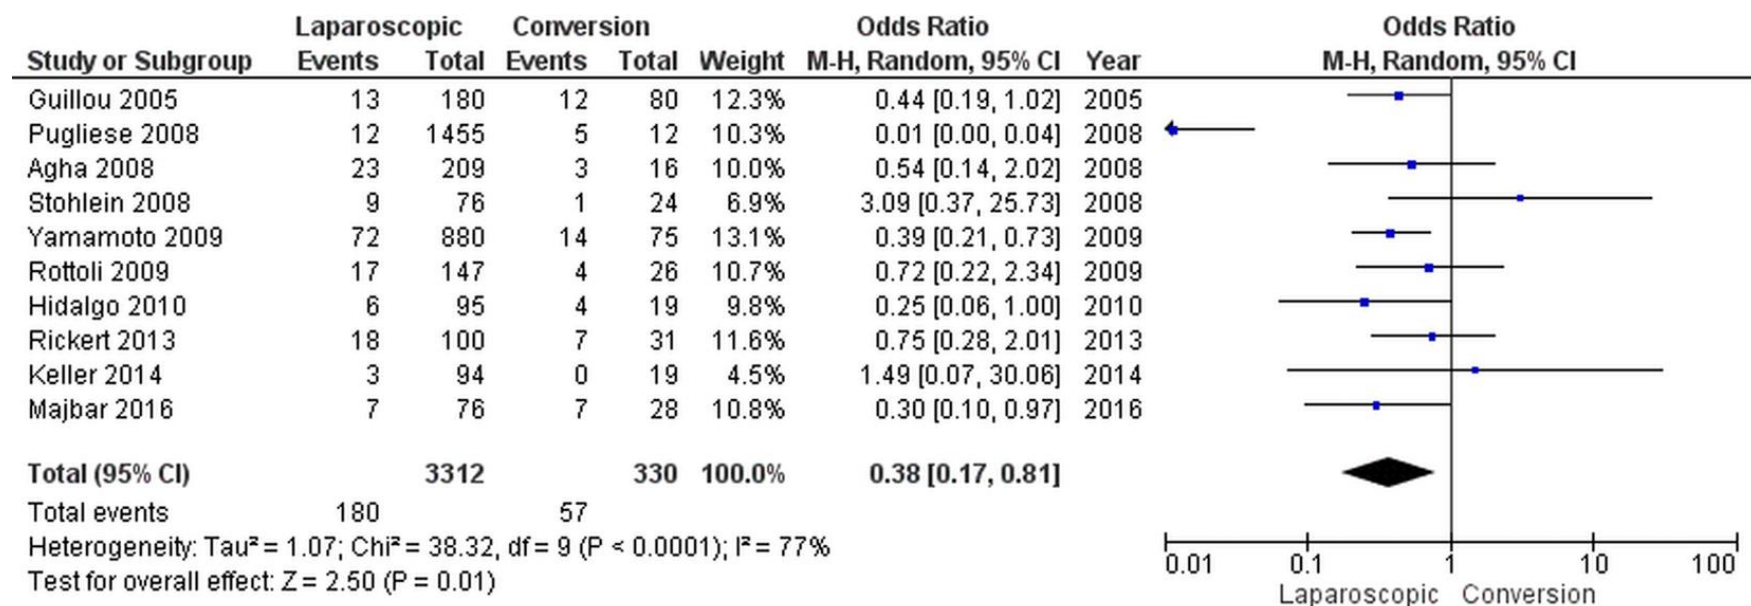 Laparoscopic Conversion Odds Ratio Odds Ratio
Study or Subgroup Events Total Events Total Weight M-H, Random, 95% CI Year M-H, Random, 95% CI
Guillou 2005 13 180 12 80 12.3% 0.44 [0.19, 1.02] 2005
Pugliese 2008 12 1455 5 12 10.3% 0.01 [0.00, 0.04] 2008
Agha 2008 23 209 3 16 10.0% 0.54 [0.14, 2.02] 2008
Stohlein 2008 9 76 1 24 6.9% 3.09 [0.37, 25.73] 2008
Yamamoto 2009 72 880 14 75 13.1% 0.39 [0.21, 0.73] 2009
Rottoli 2009 17 147 4 26 10.7% 0.72 [0.22, 2.34] 2009
Hidalgo 2010 6 95 4 19 9.8% 0.25 [0.06, 1.00] 2010
Rickert 2013 18 100 7 31 11.6% 0.75 [0.28, 2.01] 2013
Keller 2014 3 94 0 19 4.5% 1.49 [0.07, 30.06] 2014
Majbar 2016 7 76 7 28 10.8% 0.30 [0.10, 0.97] 2016
Total (95% CI) 3312 330 100.0% 0.38 [0.17, 0.81]
Total events 180 57
Heterogeneity: Tau² = 1.07; Chi² = 38.32, df = 9 (P < 0.0001); I² = 77%
Test for overall effect: Z = 2.50 (P = 0.01)
0.01 0.1 1 10 100
Laparoscopic Conversion